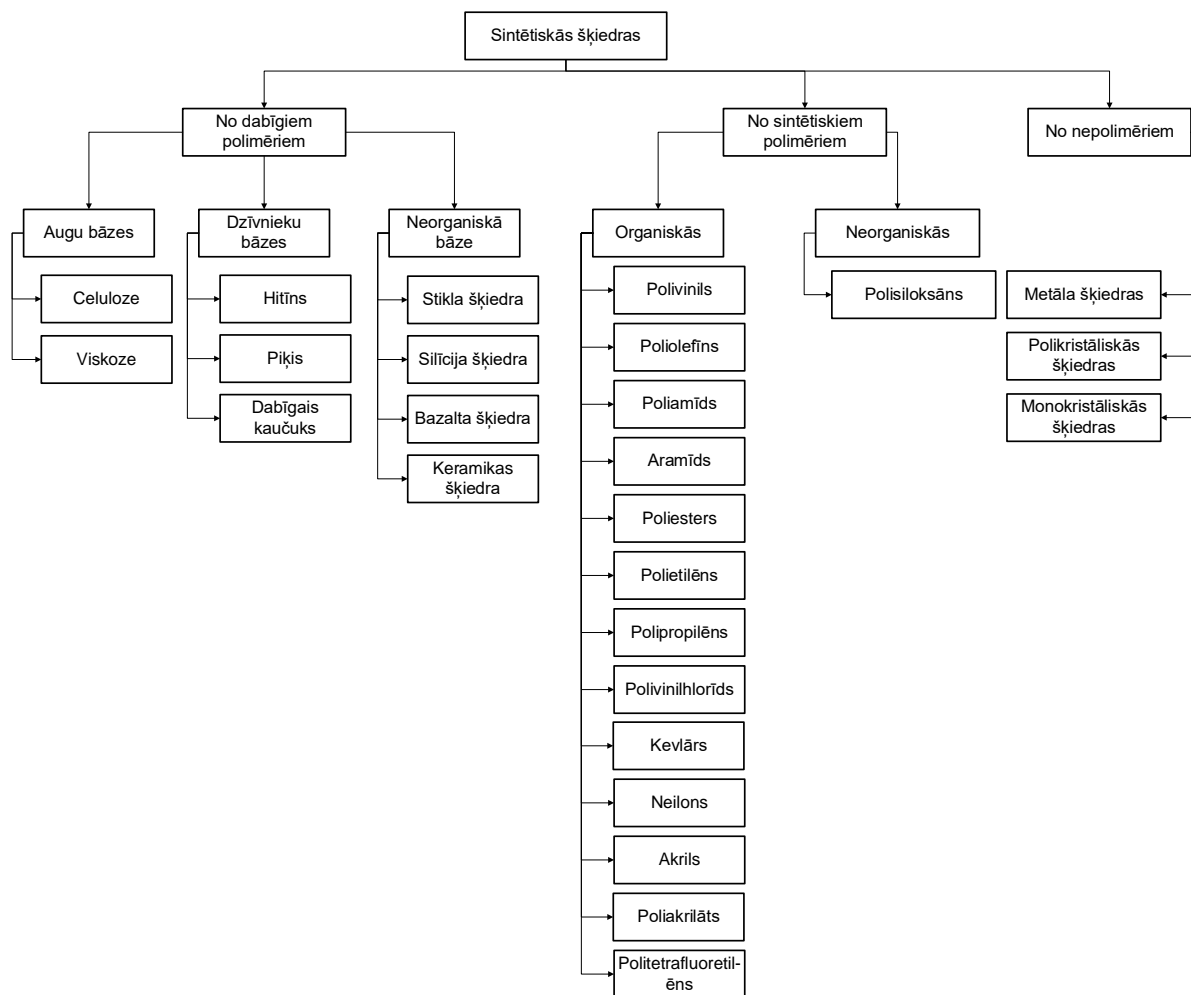 Sintētiskās šķiedras
No dabīgiem
polimēriem
No sintētiskiem
polimēriem
No nepolimēriem
Augu bāzes
Dzīvnieku
bāzes
Neorganiskā
bāze
Organiskās
Neorganiskās
Celuloze
Viskoze
Hitīns
Piķis
Dabīgais
kaučuks
Stikla šķiedra
Silīcija šķiedra
Bazalta šķiedra
Keramikas
šķiedra
Polivinils
Poliolefīns
Poliamīds
Aramīds
Poliesters
Polietilēns
Polipropilēns
Polivinilhlorīds
Kevlārs
Neilons
Akrils
Poliakrilāts
Politetrafluoretil-
ēns
Polisiloksāns
Metāla šķiedras
Polikristāliskās
šķiedras
Monokristāliskās
šķiedras